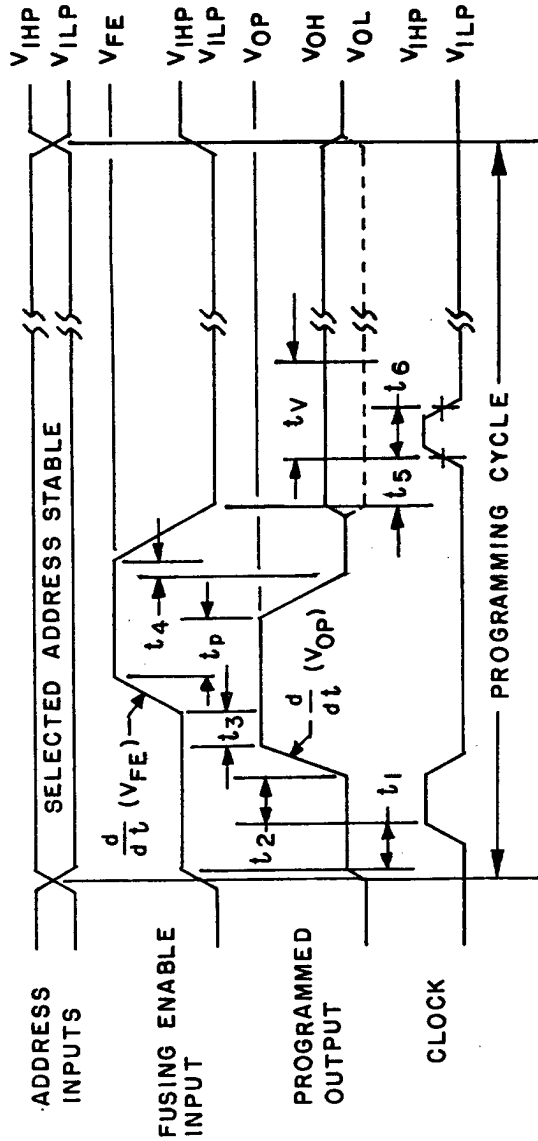 ADDRESS
INPUTS
SELECTED ADDRESS STABLE
VIHP
VILP
FUSING ENABLE
INPUT
d/dt (VFE)
VFE
VIHP
VILP
t3
tp
t4
PROGRAMMED
OUTPUT
t2
d/dt (VOP)
tV
VOP
VOH
VOL
CLOCK
t1
t5
t6
VIHP
VILP
PROGRAMMING CYCLE